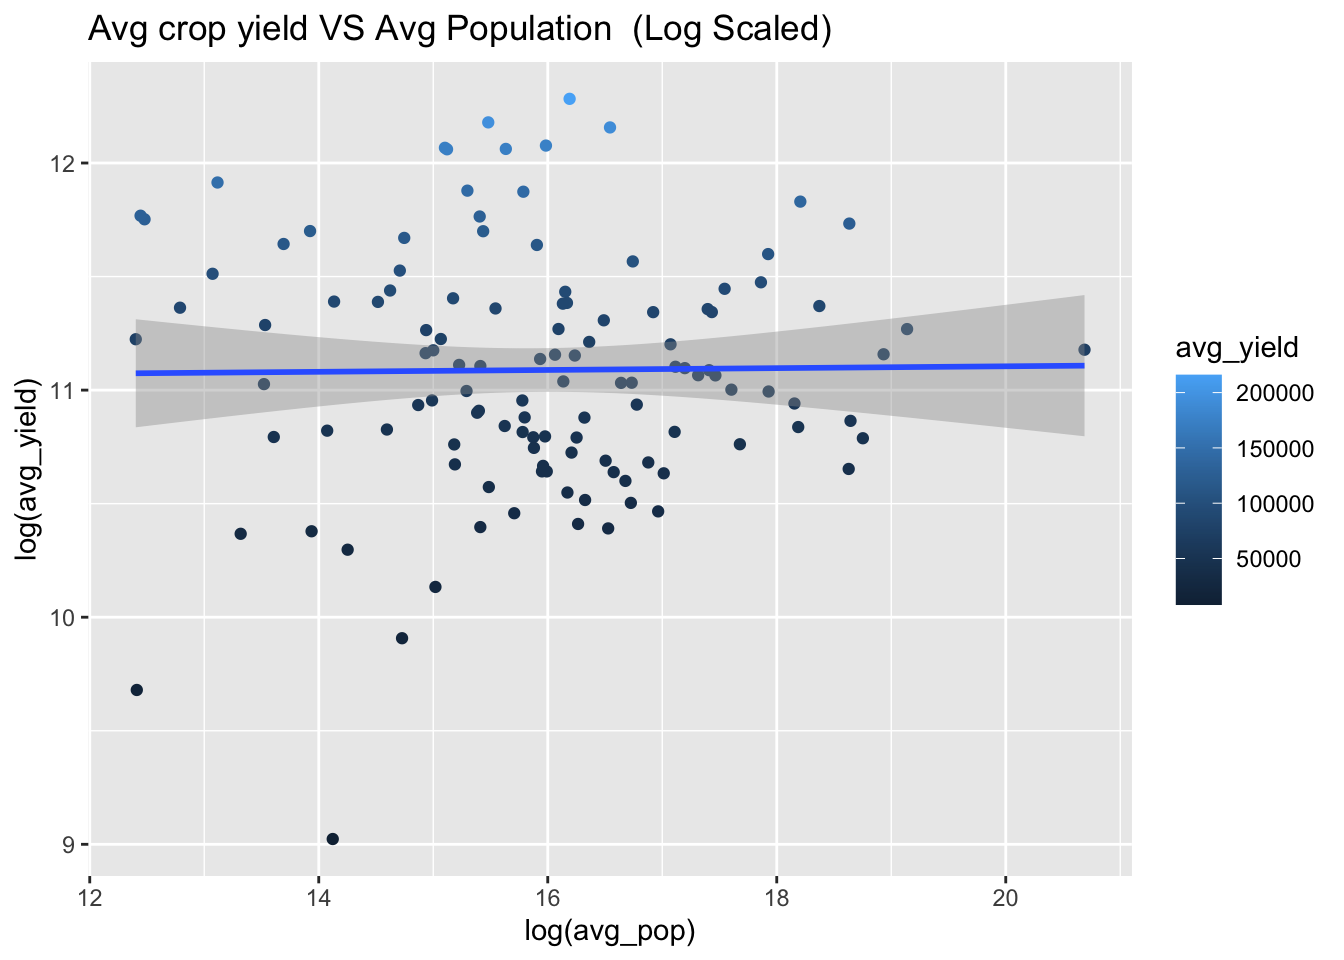 Avg crop yield VS Avg Population  (Log Scaled)
log(avg_yield)
12
11
10
9
12 14 16 18 20
log(avg_pop)
avg_yield
200000
150000
100000
50000